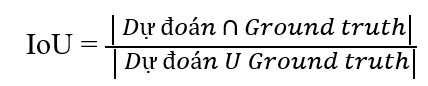 IoU = | Dự đoán ∩ Ground truth|
| Dự đoán U Ground truth|